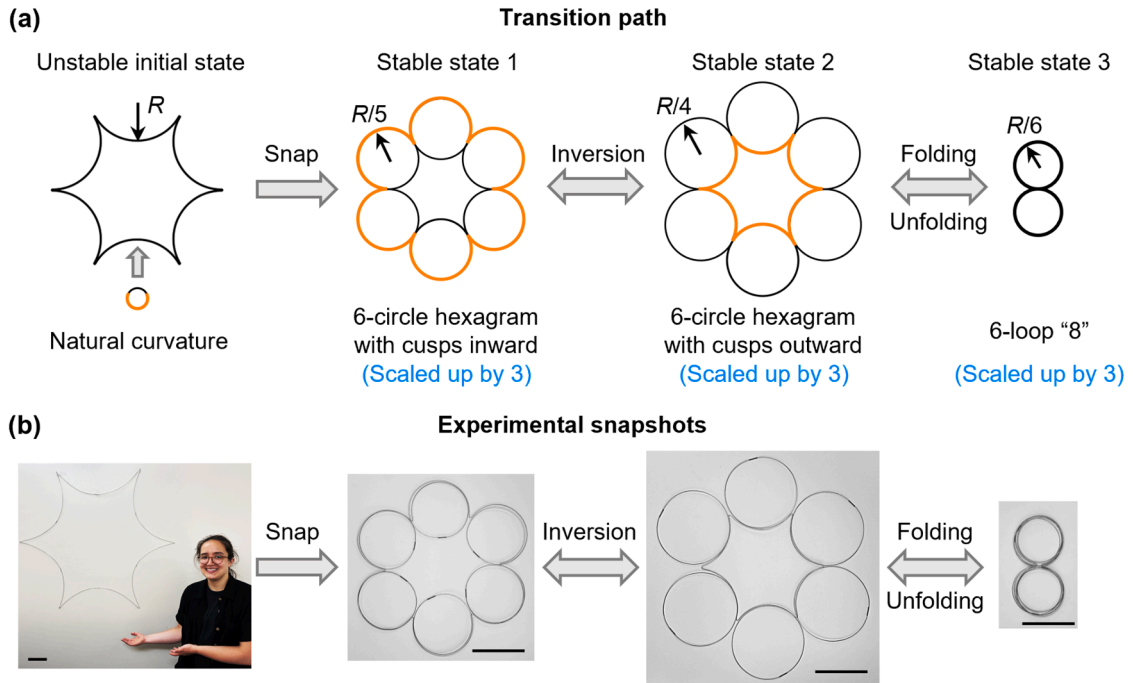 (a)
Transition path
Unstable initial state
Stable state 1
Stable state 2
Stable state 3
R
R/5
R/4
R/6
Snap
Inversion
Folding
Unfolding
Natural curvature
6-circle hexagram
with cusps inward
(Scaled up by 3)
6-circle hexagram
with cusps outward
(Scaled up by 3)
6-loop “8”
(Scaled up by 3)
(b)
Experimental snapshots
Snap
Inversion
Folding
Unfolding